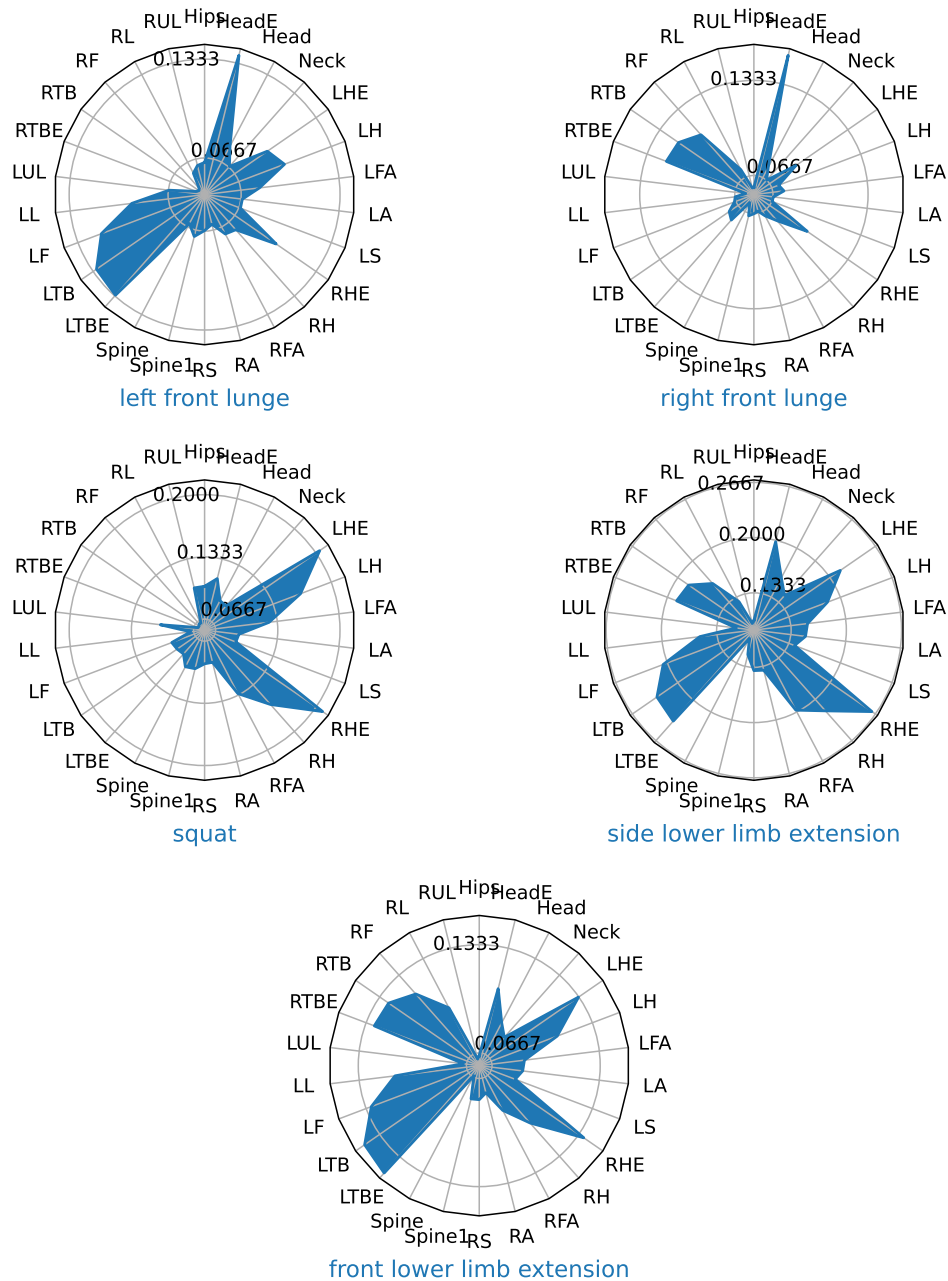 Hips
HeadE
Head
Neck
LHE
LH
LFA
LA
LS
RHE
RH
RFA
RA
RS
Spine1
Spine
LTBE
LTB
LF
LL
LUL
RTBE
RTB
RF
RL
RUL
0.0667
0.1333
left front lunge
Hips
HeadE
Head
Neck
LHE
LH
LFA
LA
LS
RHE
RH
RFA
RA
RS
Spine1
Spine
LTBE
LTB
LF
LL
LUL
RTBE
RTB
RF
RL
RUL
0.0667
0.1333
right front lunge
Hips
HeadE
Head
Neck
LHE
LH
LFA
LA
LS
RHE
RH
RFA
RA
RS
Spine1
Spine
LTBE
LTB
LF
LL
LUL
RTBE
RTB
RF
RL
RUL
0.0667
0.1333
0.2000
squat
Hips
HeadE
Head
Neck
LHE
LH
LFA
LA
LS
RHE
RH
RFA
RA
RS
Spine1
Spine
LTBE
LTB
LF
LL
LUL
RTBE
RTB
RF
RL
RUL
0.1333
0.2000
0.2667
side lower limb extension
Hips
HeadE
Head
Neck
LHE
LH
LFA
LA
LS
RHE
RH
RFA
RA
RS
Spine1
Spine
LTBE
LTB
LF
LL
LUL
RTBE
RTB
RF
RL
RUL
0.0667
0.1333
front lower limb extension